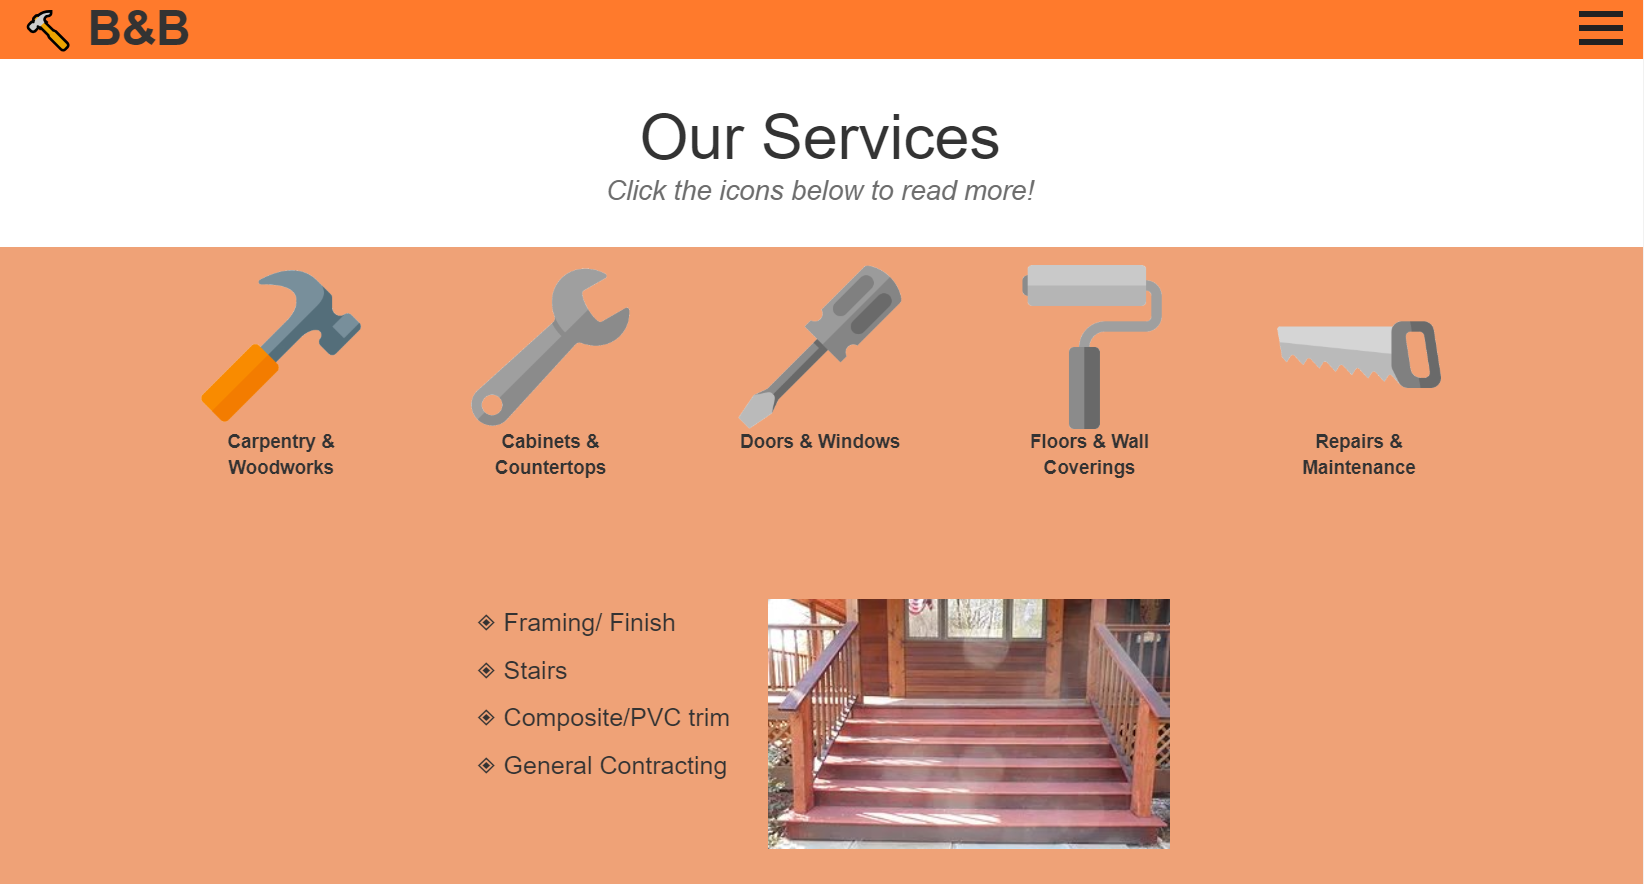 B&B
Our Services
Click the icons below to read more!
Carpentry &
Woodworks
Cabinets &
Countertops
Doors & Windows
Floors & Wall
Coverings
Repairs &
Maintenance
Framing/ Finish
Stairs
Composite/PVC trim
General Contracting